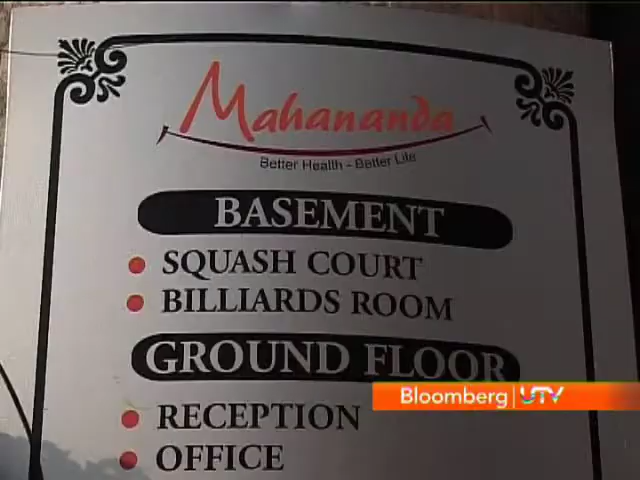 Mahananda
Better Health - Better Life
BASEMENT
SQUASH COURT
BILLIARDS ROOM
GROUND FLOOR
Bloomberg | UTV
RECEPTION
OFFICE